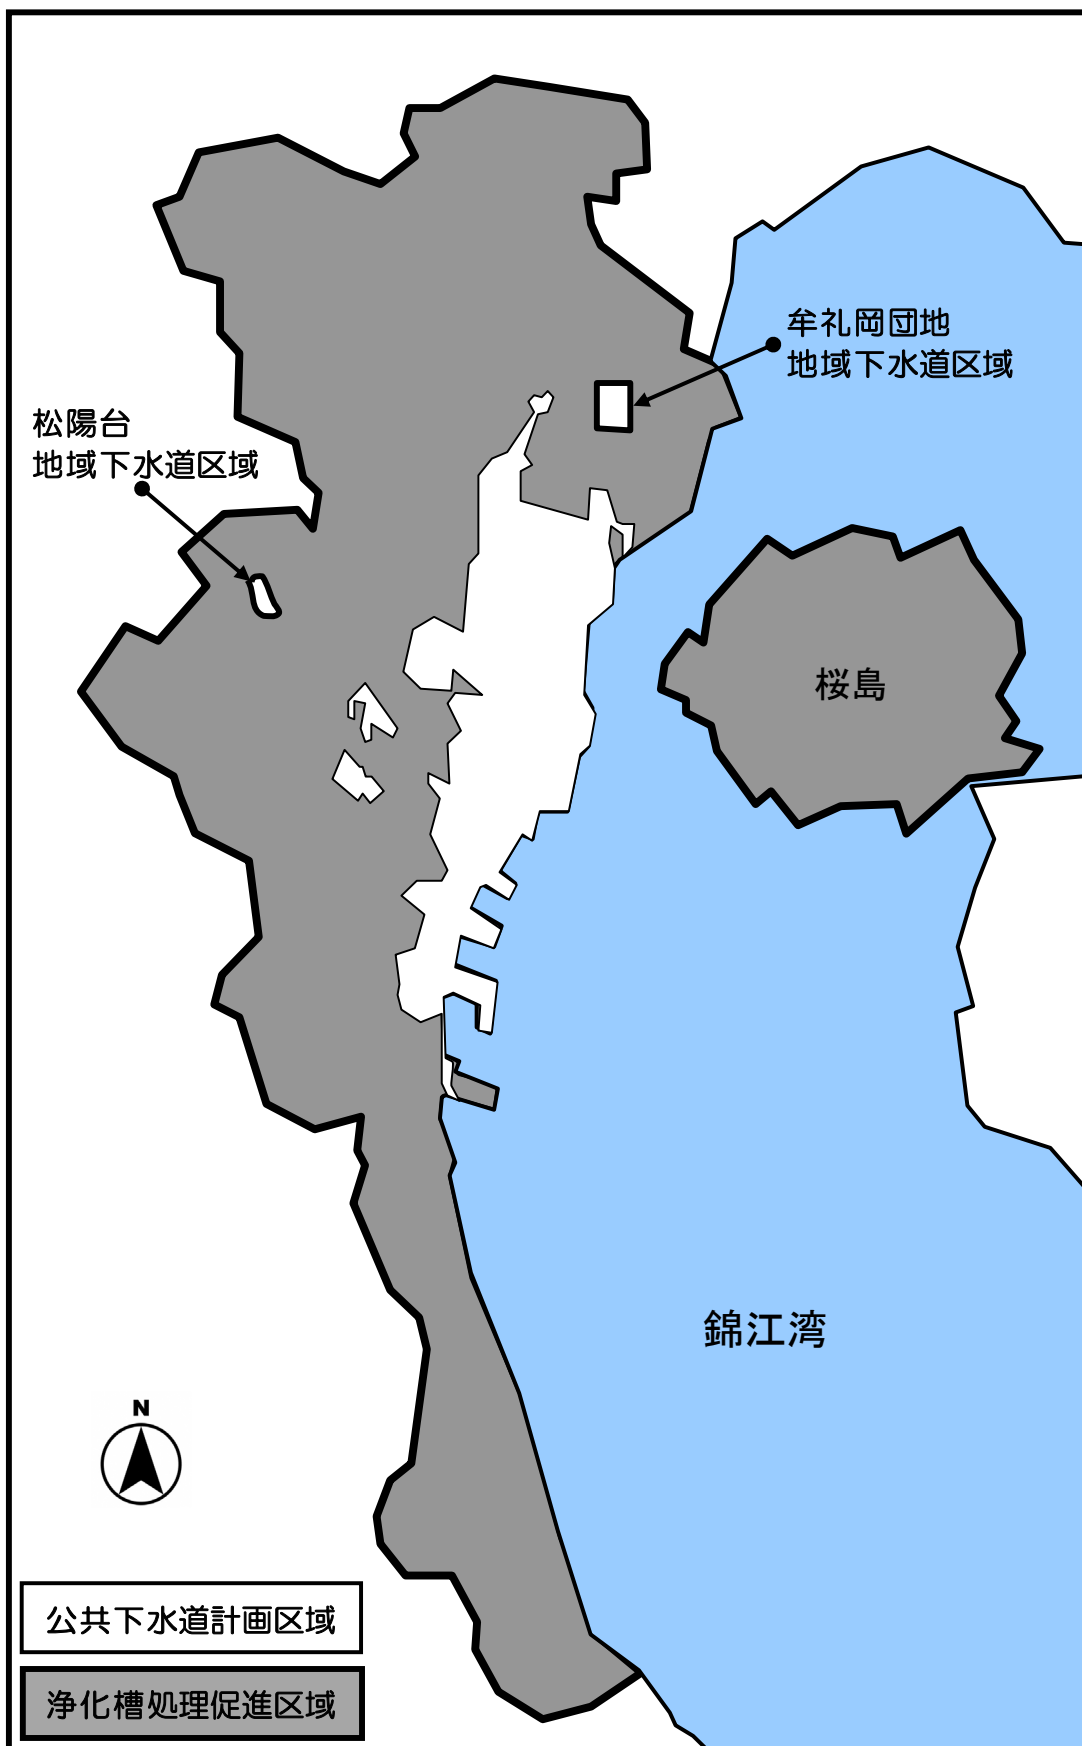 牟礼岡団地
地域下水道区域
松陽台
地域下水道区域
桜島
錦江湾
N
公共下水道計画区域
浄化槽処理促進区域